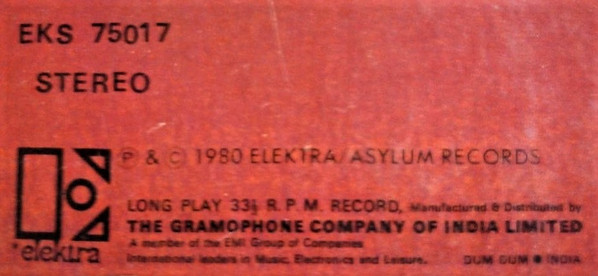 EKS 75017
STEREO
℗ & © 1980 ELEKTRA/ASYLUM RECORDS
LONG PLAY 33⅓ R.P.M. RECORD, Manufactured & Distributed by
THE GRAMOPHONE COMPANY OF INDIA LIMITED
A member of the EMI Group of Companies
International leaders in Music, Electronics and Leisure.
DUM DUM • INDIA
elektra